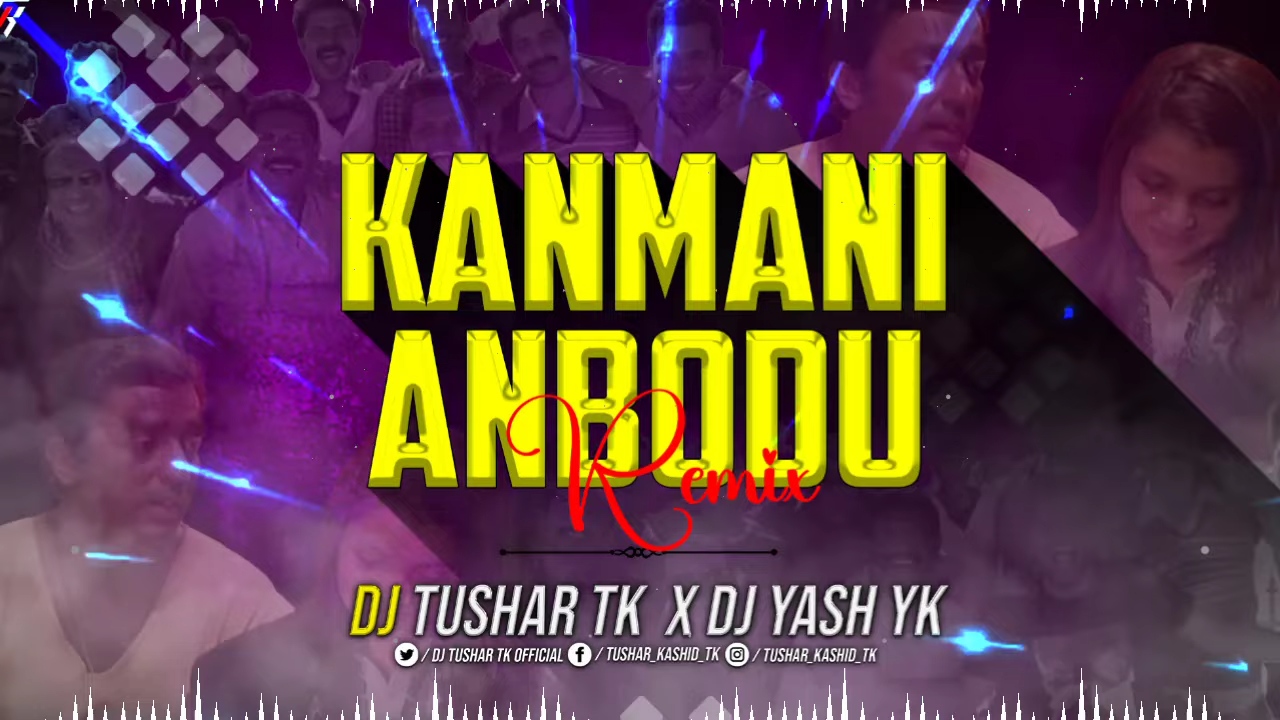 KANMANI
ANBODU
Remix
DJ TUSHAR TK X DJ YASH YK
/ DJ TUSHAR TK OFFICIAL / TUSHAR_KASHID_TK / TUSHAR_KASHID_TK